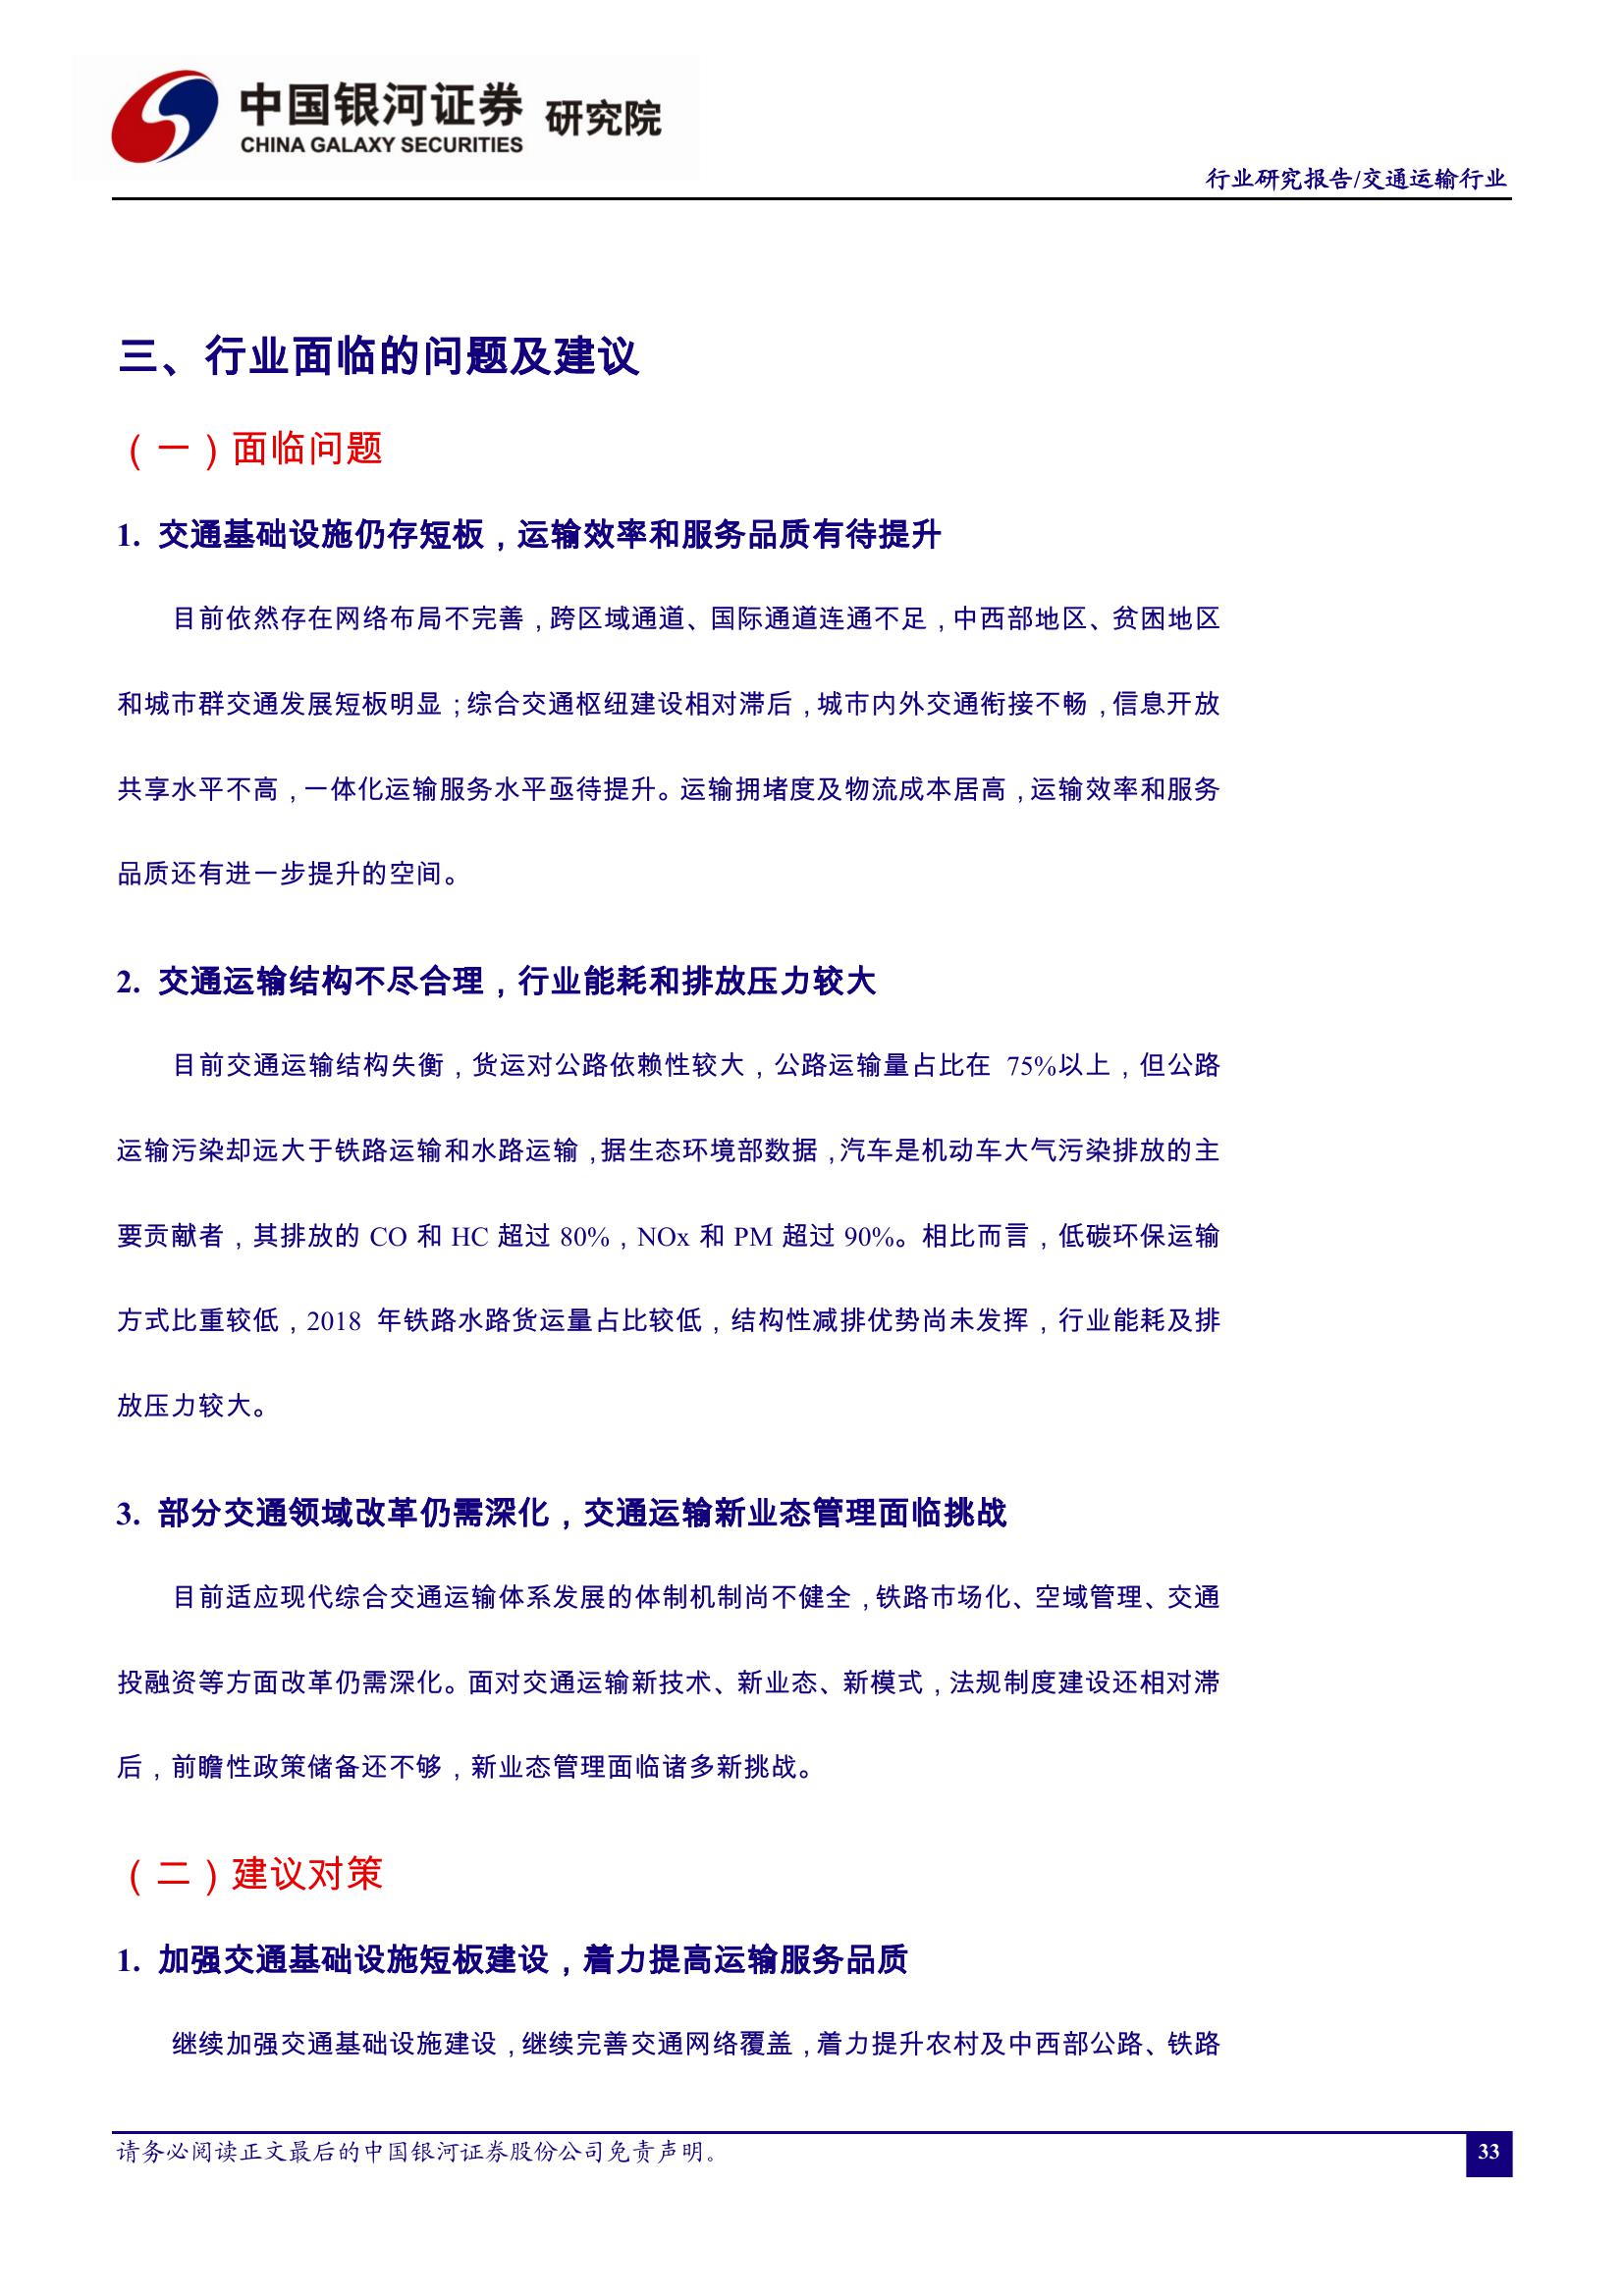 中国银河证券 研究院
CHINA GALAXY SECURITIES
行业研究报告/交通运输行业
三、行业面临的问题及建议
（一）面临问题
1. 交通基础设施仍存短板，运输效率和服务品质有待提升
目前依然存在网络布局不完善，跨区域通道、国际通道连通不足，中西部地区、贫困地区
和城市群交通发展短板明显；综合交通枢纽建设相对滞后，城市内外交通衔接不畅，信息开放
共享水平不高，一体化运输服务水平亟待提升。运输拥堵度及物流成本居高，运输效率和服务
品质还有进一步提升的空间。
2. 交通运输结构不尽合理，行业能耗和排放压力较大
目前交通运输结构失衡，货运对公路依赖性较大，公路运输量占比在 75%以上，但公路
运输污染却远大于铁路运输和水路运输，据生态环境部数据，汽车是机动车大气污染排放的主
要贡献者，其排放的 CO 和 HC 超过 80%，NOx 和 PM 超过 90%。相比而言，低碳环保运输
方式比重较低，2018 年铁路水路货运量占比较低，结构性减排优势尚未发挥，行业能耗及排
放压力较大。
3. 部分交通领域改革仍需深化，交通运输新业态管理面临挑战
目前适应现代综合交通运输体系发展的体制机制尚不健全，铁路市场化、空域管理、交通
投融资等方面改革仍需深化。面对交通运输新技术、新业态、新模式，法规制度建设还相对滞
后，前瞻性政策储备还不够，新业态管理面临诸多新挑战。
（二）建议对策
1. 加强交通基础设施短板建设，着力提高运输服务品质
继续加强交通基础设施建设，继续完善交通网络覆盖，着力提升农村及中西部公路、铁路
请务必阅读正文最后的中国银河证券股份公司免责声明。
33